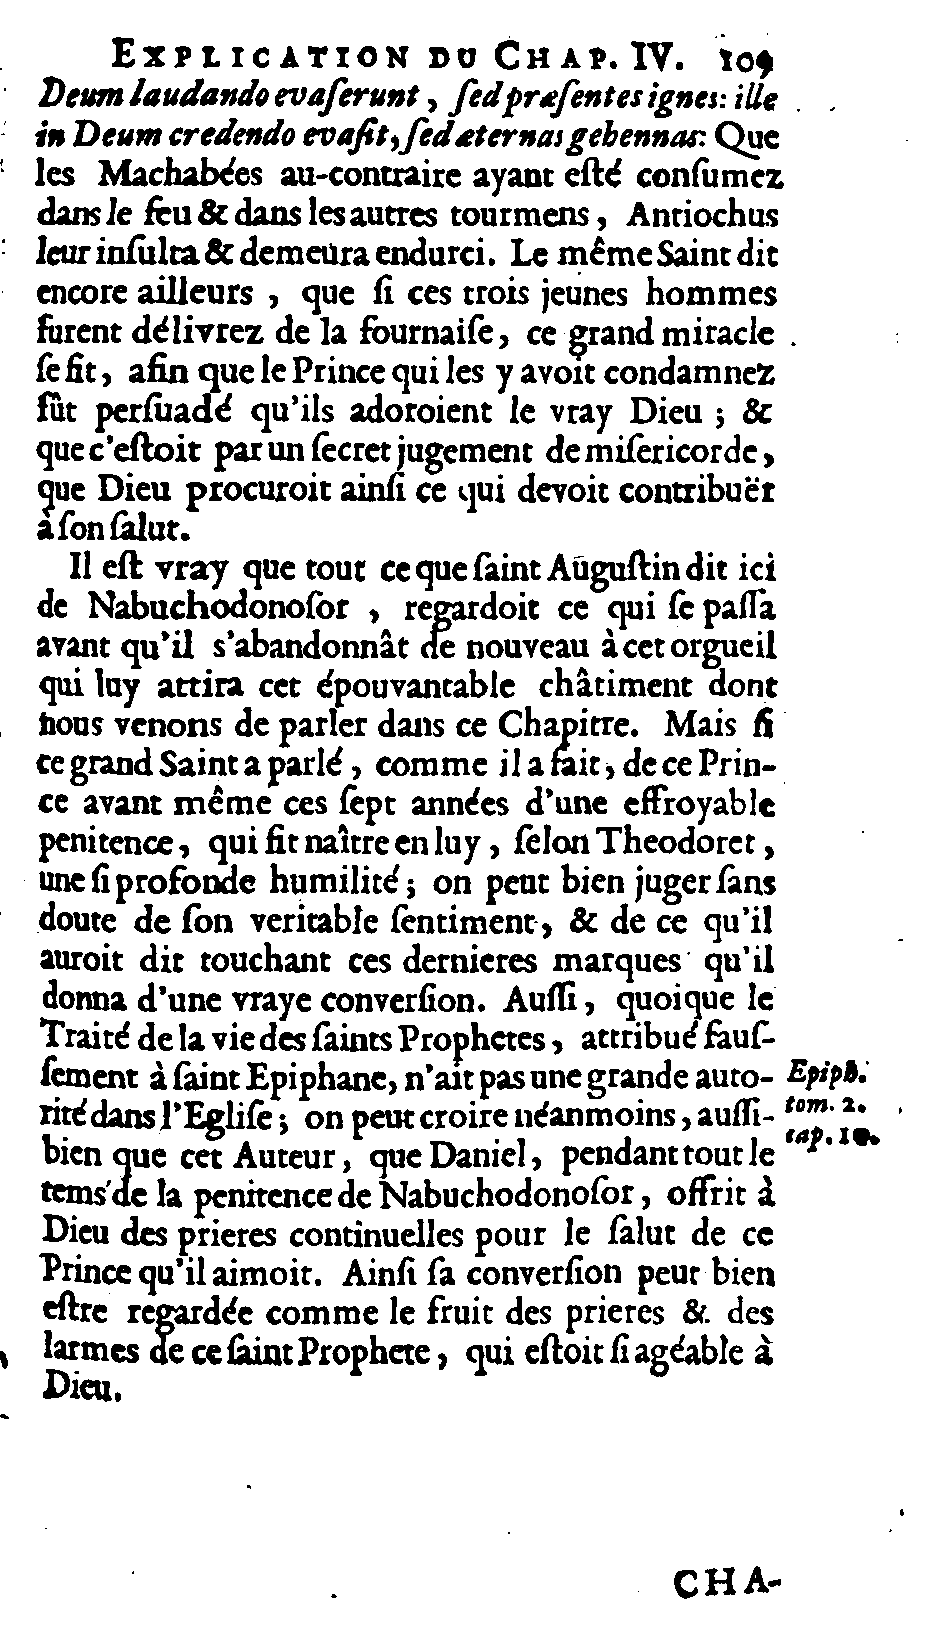 EXPLICATION DU CHAP. IV. 109
Deum laudando evaſerunt, ſed præſentes ignes: ille
in Deum credendo evaſit, ſed æternas gehennas: Que
les Machabées au-contraire ayant eſté conſumez
dans le feu & dans les autres tourmens, Antiochus
leur inſulta & demeura endurci. Le même Saint dit
encore ailleurs, que ſi ces trois jeunes hommes
furent délivrez de la fournaiſe, ce grand miracle
ſe fit, afin que le Prince qui les y avoit condamnez
fût perſuadé qu'ils adoroient le vray Dieu; &
que c'eſtoit par un ſecret jugement de miſericorde,
que Dieu procuroit ainſi ce qui devoit contribuër
à ſon ſalut.
Il eſt vray que tout ce que ſaint Auguſtin dit ici
de Nabuchodonoſor, regardoit ce qui ſe paſſa
avant qu'il s'abandonnât de nouveau à cet orgueil
qui luy attira cet épouvantable châtiment dont
nous venons de parler dans ce Chapitre. Mais ſi
ce grand Saint a parlé, comme il a fait, de ce Prin-
ce avant même ces ſept années d'une effroyable
penitence, qui fit naître en luy, ſelon Theodoret,
une ſi profonde humilité; on peut bien juger ſans
doute de ſon veritable ſentiment, & de ce qu'il
auroit dit touchant ces dernieres marques qu'il
donna d'une vraye converſion. Auſſi, quoique le
Traité de la vie des ſaints Prophetes, attribué fauſ-
ſement à ſaint Epiphane, n'ait pas une grande auto-
rité dans l'Egliſe; on peut croire néanmoins, auſſi-
bien que cet Auteur, que Daniel, pendant tout le
tems de la penitence de Nabuchodonoſor, offrit à
Dieu des prieres continuelles pour le ſalut de ce
Prince qu'il aimoit. Ainſi ſa converſion peut bien
eſtre regardée comme le fruit des prieres & des
larmes de ce ſaint Prophete, qui eſtoit ſi agéable à
Dieu.
Epiph.
tom. 2.
cap. 10.
CHA-